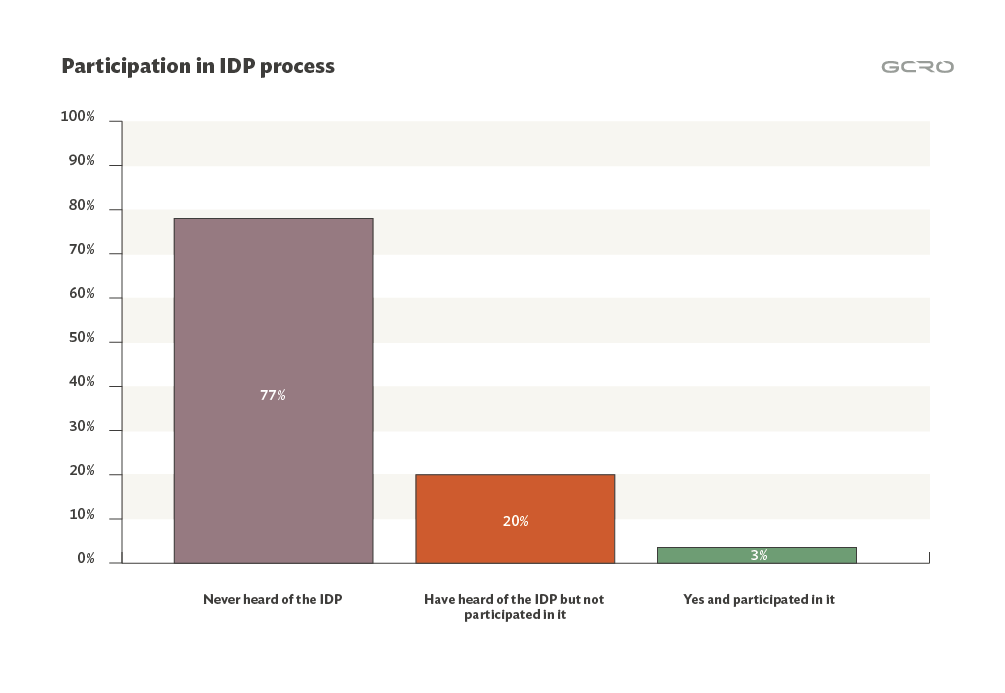 Participation in IDP process
GCRO
100%
90%
80%
70%
60%
50%
40%
30%
20%
10%
0%
77%
20%
3%
Never heard of the IDP
Have heard of the IDP but not
participated in it
Yes and participated in it